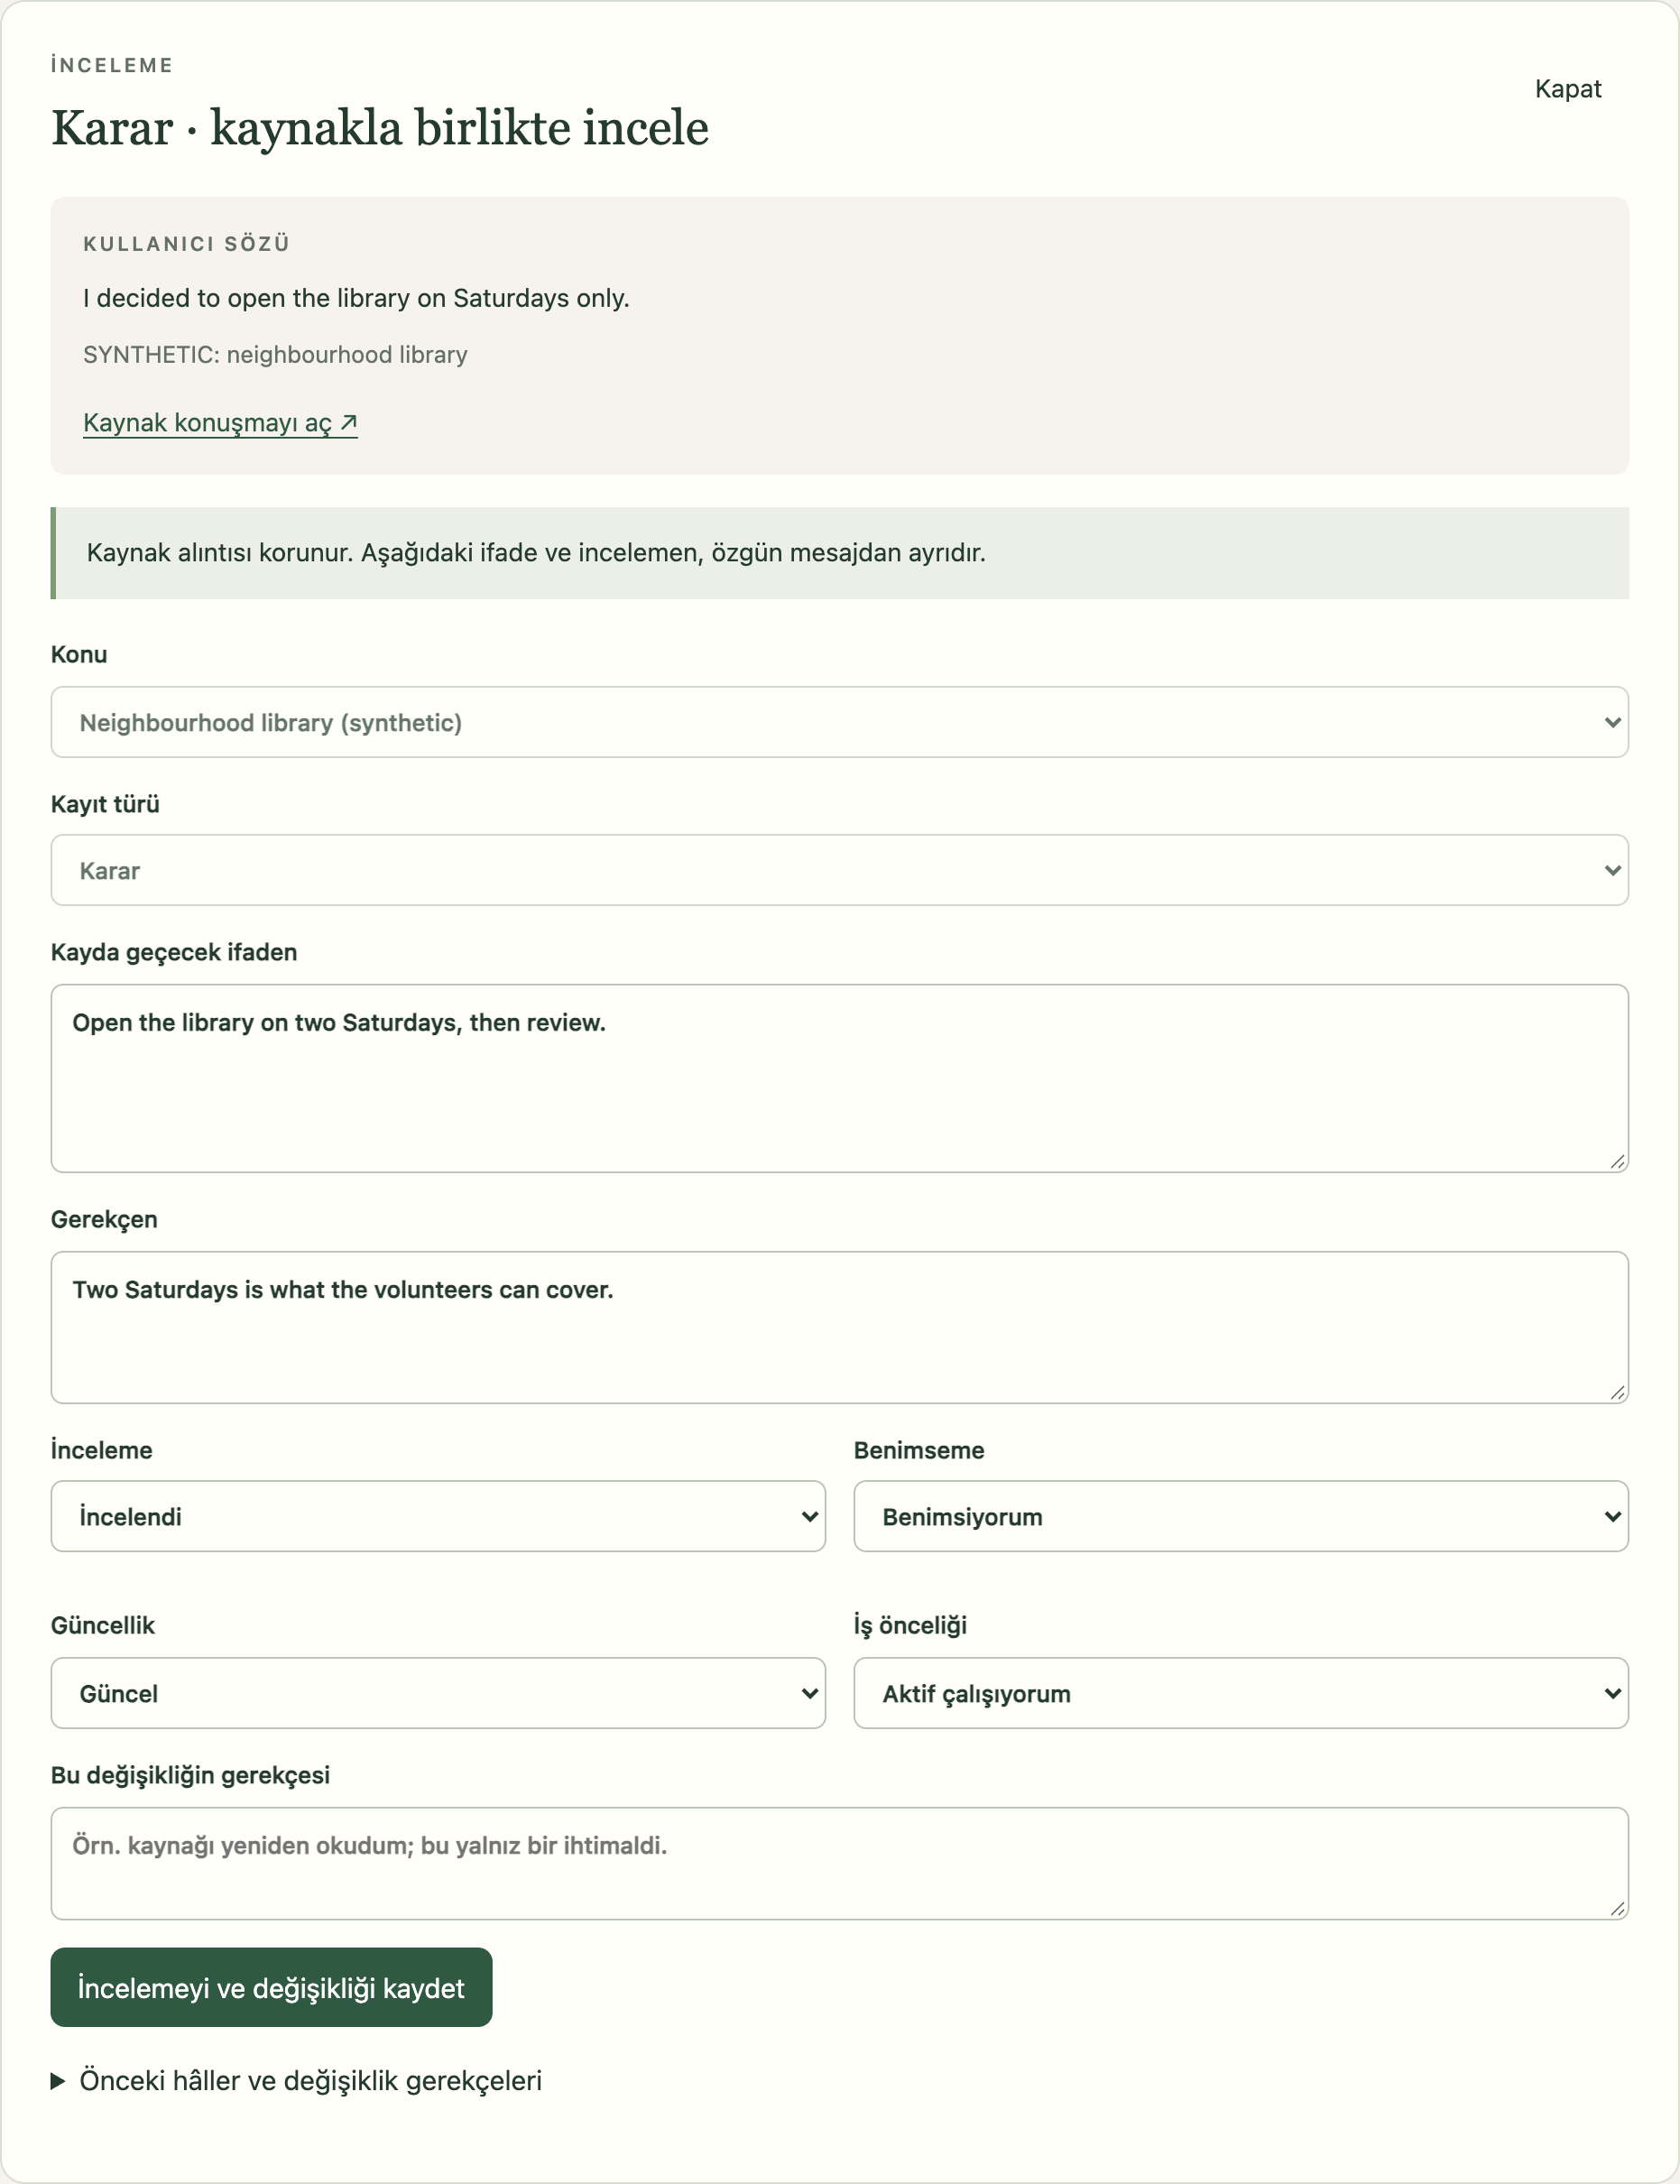 İNCELEME
Kapat
Karar · kaynakla birlikte incele
KULLANICI SÖZÜ
I decided to open the library on Saturdays only.
SYNTHETIC: neighbourhood library
Kaynak konuşmayı aç ↗
Kaynak alıntısı korunur. Aşağıdaki ifade ve incelemen, özgün mesajdan ayrıdır.
Konu
Neighbourhood library (synthetic)
Kayıt türü
Karar
Kayda geçecek ifaden
Open the library on two Saturdays, then review.
Gerekçen
Two Saturdays is what the volunteers can cover.
İnceleme
Benimseme
İncelendi
Benimsiyorum
Güncellik
İş önceliği
Güncel
Aktif çalışıyorum
Bu değişikliğin gerekçesi
Örn. kaynağı yeniden okudum; bu yalnız bir ihtimaldi.
İncelemeyi ve değişikliği kaydet
▶ Önceki hâller ve değişiklik gerekçeleri